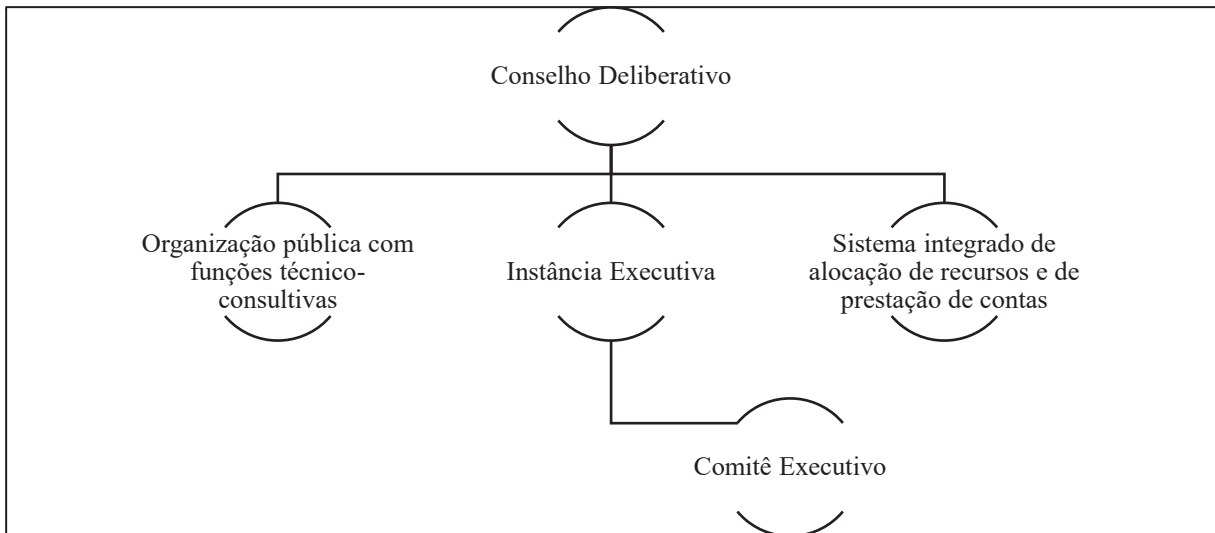 Conselho Deliberativo
Organização pública com
funções técnico-
consultivas
Instância Executiva
Sistema integrado de
alocação de recursos e de
prestação de contas
Comitê Executivo